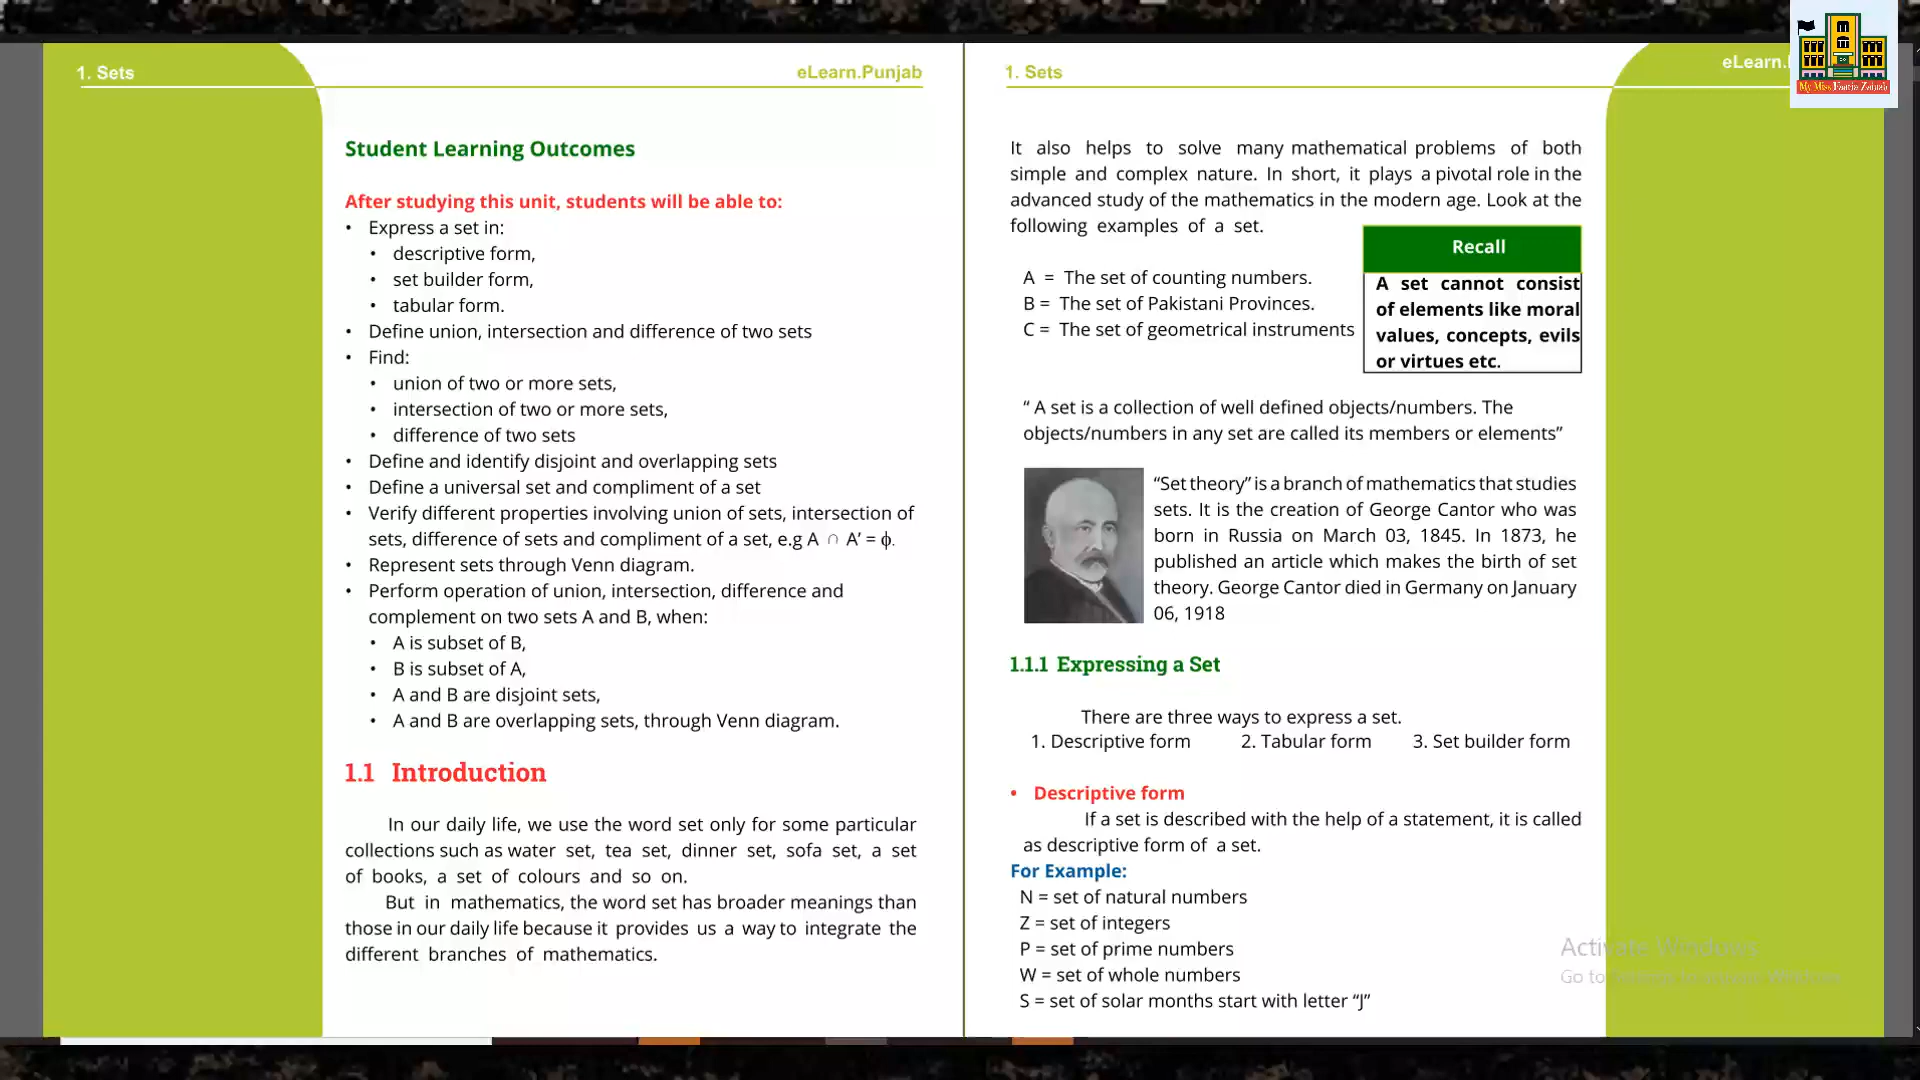 1. Sets
eLearn.Punjab
Student Learning Outcomes
After studying this unit, students will be able to:
• Express a set in:
• descriptive form,
• set builder form,
• tabular form.
• Define union, intersection and difference of two sets
• Find:
• union of two or more sets,
• intersection of two or more sets,
• difference of two sets
• Define and identify disjoint and overlapping sets
• Define a universal set and compliment of a set
• Verify different properties involving union of sets, intersection of
sets, difference of sets and compliment of a set, e.g A ∩ A’ = ϕ.
• Represent sets through Venn diagram.
• Perform operation of union, intersection, difference and
complement on two sets A and B, when:
• A is subset of B,
• B is subset of A,
• A and B are disjoint sets,
• A and B are overlapping sets, through Venn diagram.
1.1 Introduction
In our daily life, we use the word set only for some particular
collections such as water set, tea set, dinner set, sofa set, a set
of books, a set of colours and so on.
But in mathematics, the word set has broader meanings than
those in our daily life because it provides us a way to integrate the
different branches of mathematics.
1. Sets
eLearn.
My Miss Fauzia Zainab
It also helps to solve many mathematical problems of both
simple and complex nature. In short, it plays a pivotal role in the
advanced study of the mathematics in the modern age. Look at the
following examples of a set.
A = The set of counting numbers.
B = The set of Pakistani Provinces.
C = The set of geometrical instruments
Recall
A set cannot consist
of elements like moral
values, concepts, evils
or virtues etc.
“ A set is a collection of well defined objects/numbers. The
objects/numbers in any set are called its members or elements”
“Set theory” is a branch of mathematics that studies
sets. It is the creation of George Cantor who was
born in Russia on March 03, 1845. In 1873, he
published an article which makes the birth of set
theory. George Cantor died in Germany on January
06, 1918
1.1.1 Expressing a Set
There are three ways to express a set.
1. Descriptive form 2. Tabular form 3. Set builder form
• Descriptive form
If a set is described with the help of a statement, it is called
as descriptive form of a set.
For Example:
N = set of natural numbers
Z = set of integers
P = set of prime numbers
W = set of whole numbers
S = set of solar months start with letter “J”
Activate Windows
Go to Settings to activate Windows.